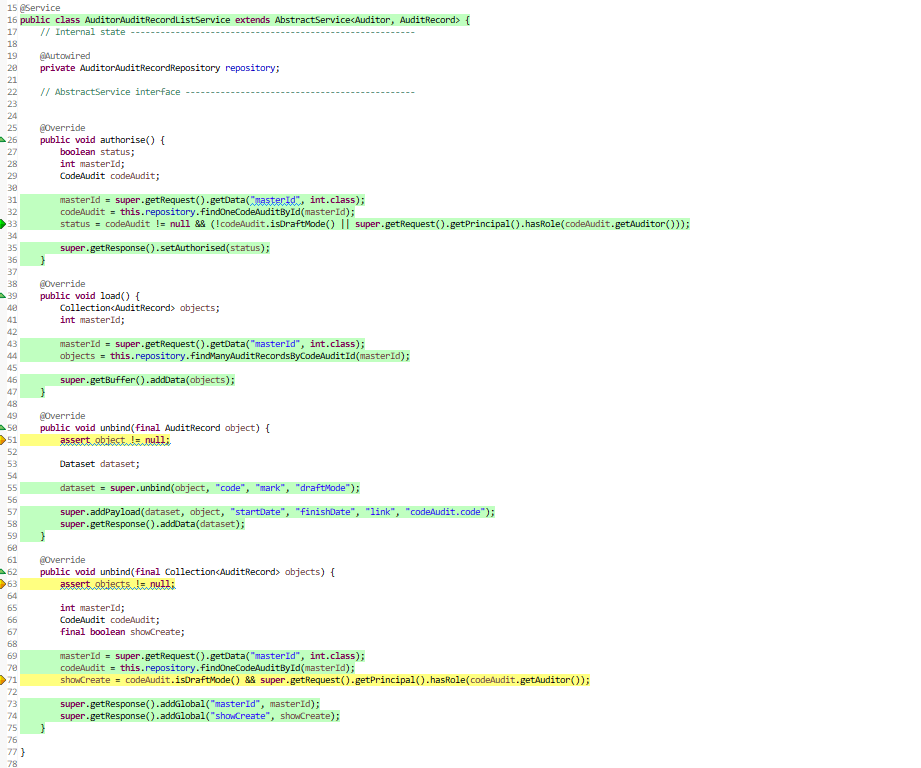 15 @Service
16 public class AuditorAuditRecordListService extends AbstractService<Auditor, AuditRecord> {
17     // Internal state ---------------------------------------------------------
18
19     @Autowired
20     private AuditorAuditRecordRepository repository;
21
22     // AbstractService interface ----------------------------------------------
23
24
25     @Override
26     public void authorise() {
27         boolean status;
28         int masterId;
29         CodeAudit codeAudit;
30
31         masterId = super.getRequest().getData("masterId", int.class);
32         codeAudit = this.repository.findOneCodeAuditById(masterId);
33         status = codeAudit != null && (!codeAudit.isDraftMode() || super.getRequest().getPrincipal().hasRole(codeAudit.getAuditor()));
34
35         super.getResponse().setAuthorised(status);
36     }
37
38     @Override
39     public void load() {
40         Collection<AuditRecord> objects;
41         int masterId;
42
43         masterId = super.getRequest().getData("masterId", int.class);
44         objects = this.repository.findManyAuditRecordsByCodeAuditId(masterId);
45
46         super.getBuffer().addData(objects);
47     }
48
49     @Override
50     public void unbind(final AuditRecord object) {
51         assert object != null;
52
53         Dataset dataset;
54
55         dataset = super.unbind(object, "code", "mark", "draftMode");
56
57         super.addPayload(dataset, object, "startDate", "finishDate", "link", "codeAudit.code");
58         super.getResponse().addData(dataset);
59     }
60
61     @Override
62     public void unbind(final Collection<AuditRecord> objects) {
63         assert objects != null;
64
65         int masterId;
66         CodeAudit codeAudit;
67         final boolean showCreate;
68
69         masterId = super.getRequest().getData("masterId", int.class);
70         codeAudit = this.repository.findOneCodeAuditById(masterId);
71         showCreate = codeAudit.isDraftMode() && super.getRequest().getPrincipal().hasRole(codeAudit.getAuditor());
72
73         super.getResponse().addGlobal("masterId", masterId);
74         super.getResponse().addGlobal("showCreate", showCreate);
75     }
76
77 }
78